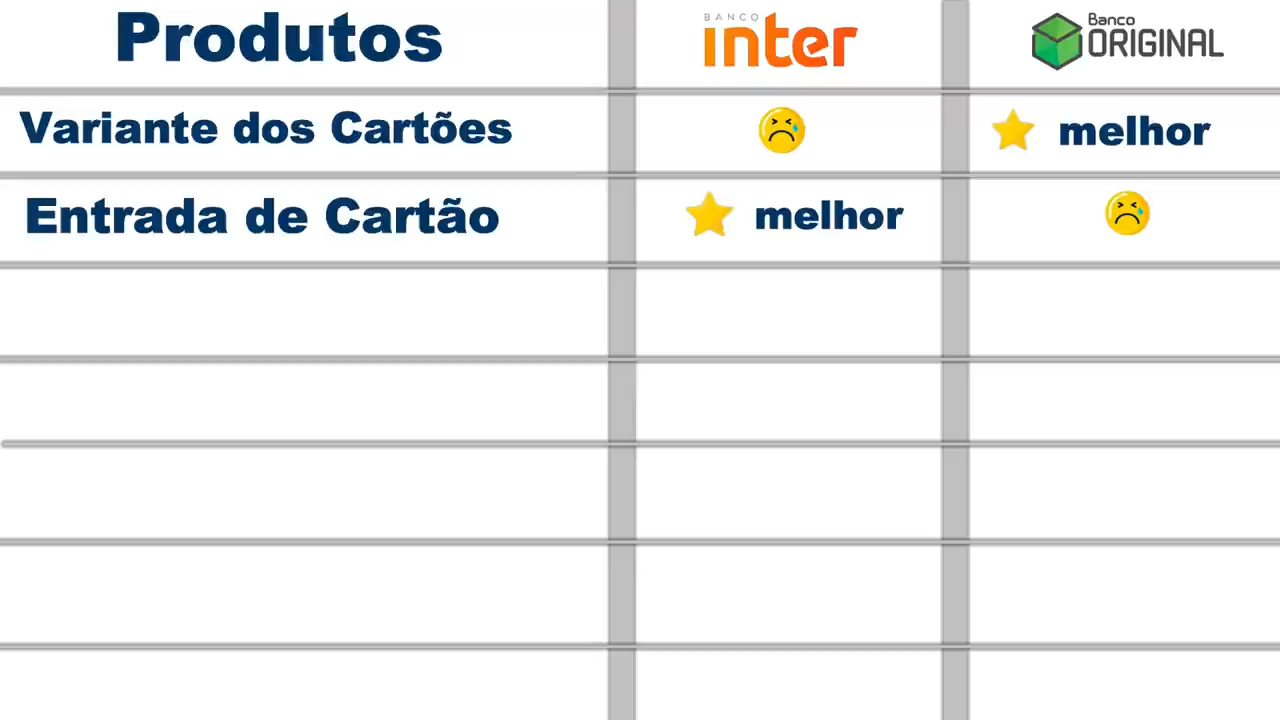 Produtos
BANCO
inter
Banco
ORIGINAL
Variante dos Cartões
melhor
Entrada de Cartão
melhor